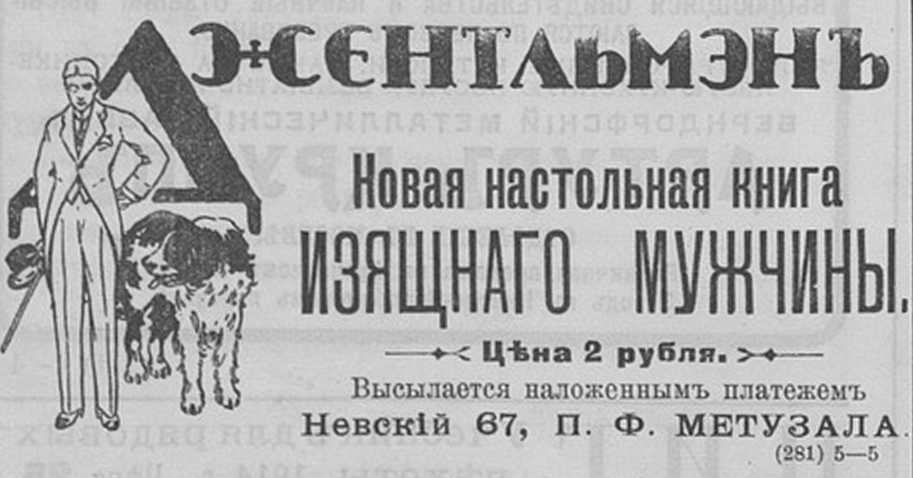 ДЖЕНТЛЬМЭНЪ
Новая настольная книга
ИЗЯЩНАГО МУЖЧИНЫ.
Цѣна 2 рубля.
Высылается наложеннымъ платежемъ
Невскій 67, П. Ф. МЕТУЗАЛА.
(281) 5—5